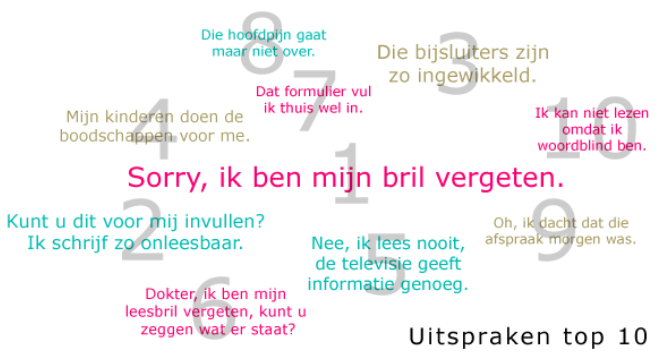 8
Die hoofdpijn gaat
maar niet over.
3
Die bijsluiters zijn
zo ingewikkeld.
7
Dat formulier vul
ik thuis wel in.
4
Mijn kinderen doen de
boodschappen voor me.
10
Ik kan niet lezen
omdat ik
woordblind ben.
1
Sorry, ik ben mijn bril vergeten.
2
Kunt u dit voor mij invullen?
Ik schrijf zo onleesbaar.
5
Nee, ik lees nooit,
de televisie geeft
informatie genoeg.
9
Oh, ik dacht dat die
afspraak morgen was.
6
Dokter, ik ben mijn
leesbril vergeten, kunt u
zeggen wat er staat?
Uitspraken top 10